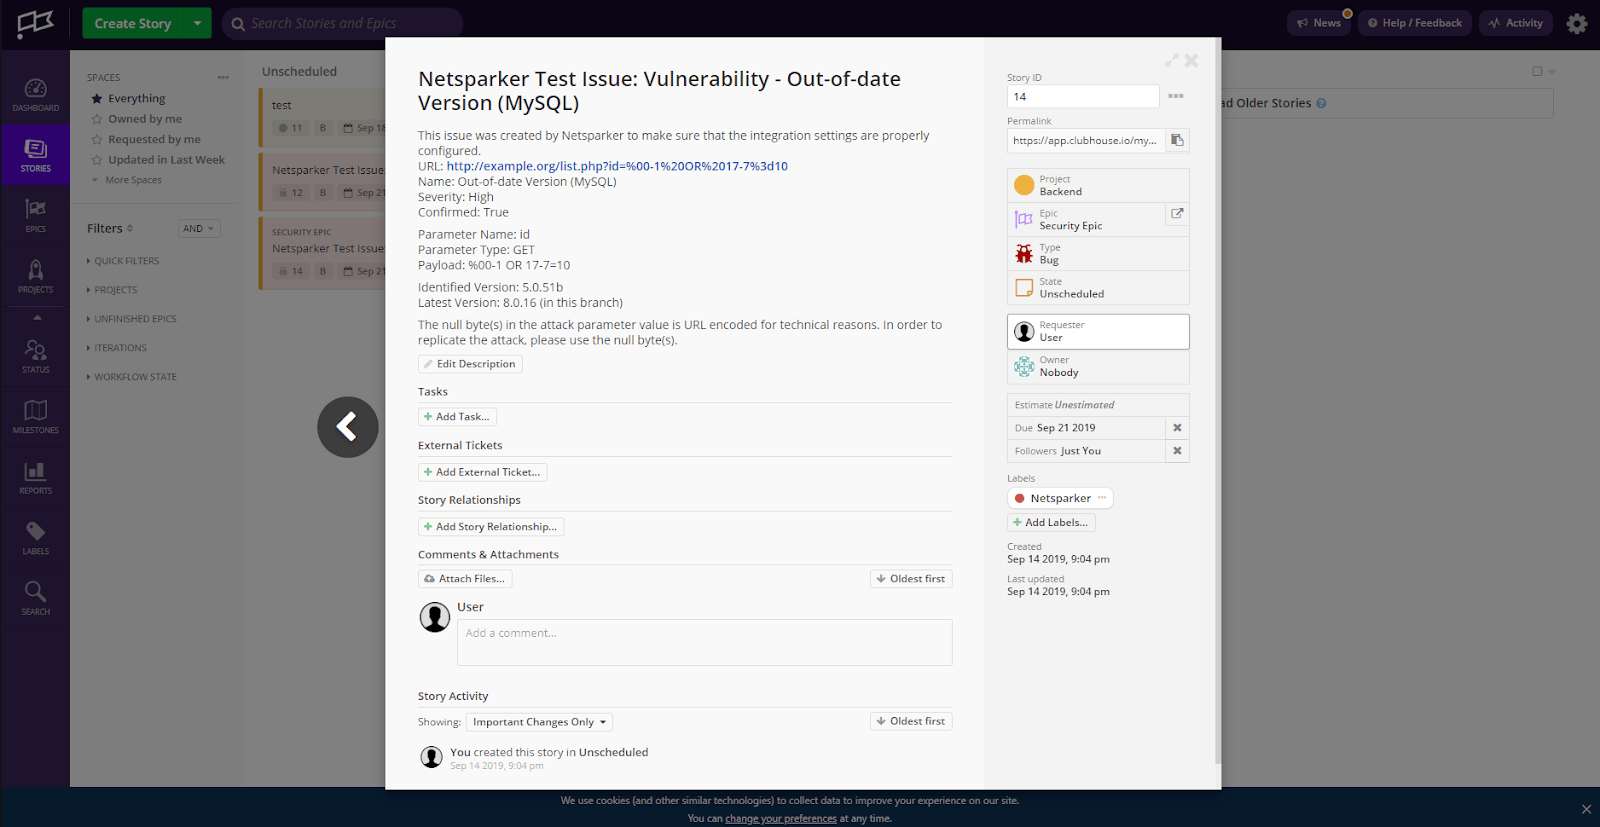 Create Story
Search Stories and Epics
News
Help / Feedback
Activity
DASHBOARD
STORIES
EPICS
PROJECTS
STATUS
MILESTONES
REPORTS
LABELS
SEARCH
SPACES
Everything
Owned by me
Requested by me
Updated in Last Week
More Spaces
Filters
AND
QUICK FILTERS
PROJECTS
UNFINISHED EPICS
ITERATIONS
WORKFLOW STATE
Unscheduled
test
11 B Sep 18
Netsparker Test Issue:
12 B Sep 21
SECURITY EPIC
Netsparker Test Issue:
14 B Sep 21
Netsparker Test Issue: Vulnerability - Out-of-date
Version (MySQL)
This issue was created by Netsparker to make sure that the integration settings are properly
configured.
URL: http://example.org/list.php?id=%00-1%20OR%2017-7%3d10
Name: Out-of-date Version (MySQL)
Severity: High
Confirmed: True
Parameter Name: id
Parameter Type: GET
Payload: %00-1 OR 17-7=10
Identified Version: 5.0.51b
Latest Version: 8.0.16 (in this branch)
The null byte(s) in the attack parameter value is URL encoded for technical reasons. In order to
replicate the attack, please use the null byte(s).
Edit Description
Tasks
+ Add Task...
External Tickets
+ Add External Ticket...
Story Relationships
+ Add Story Relationship...
Comments & Attachments
Attach Files...
Oldest first
User
Add a comment...
Story Activity
Showing: Important Changes Only
Oldest first
You created this story in Unscheduled
Sep 14 2019, 9:04 pm
Story ID
14
Permalink
https://app.clubhouse.io/my...
Project
Backend
Epic
Security Epic
Type
Bug
State
Unscheduled
Requester
User
Owner
Nobody
Estimate Unestimated
Due Sep 21 2019
Followers Just You
Labels
Netsparker
+ Add Labels...
Created
Sep 14 2019, 9:04 pm
Last updated
Sep 14 2019, 9:04 pm
ad Older Stories
We use cookies (and other similar technologies) to collect data to improve your experience on our site.
You can change your preferences at any time.